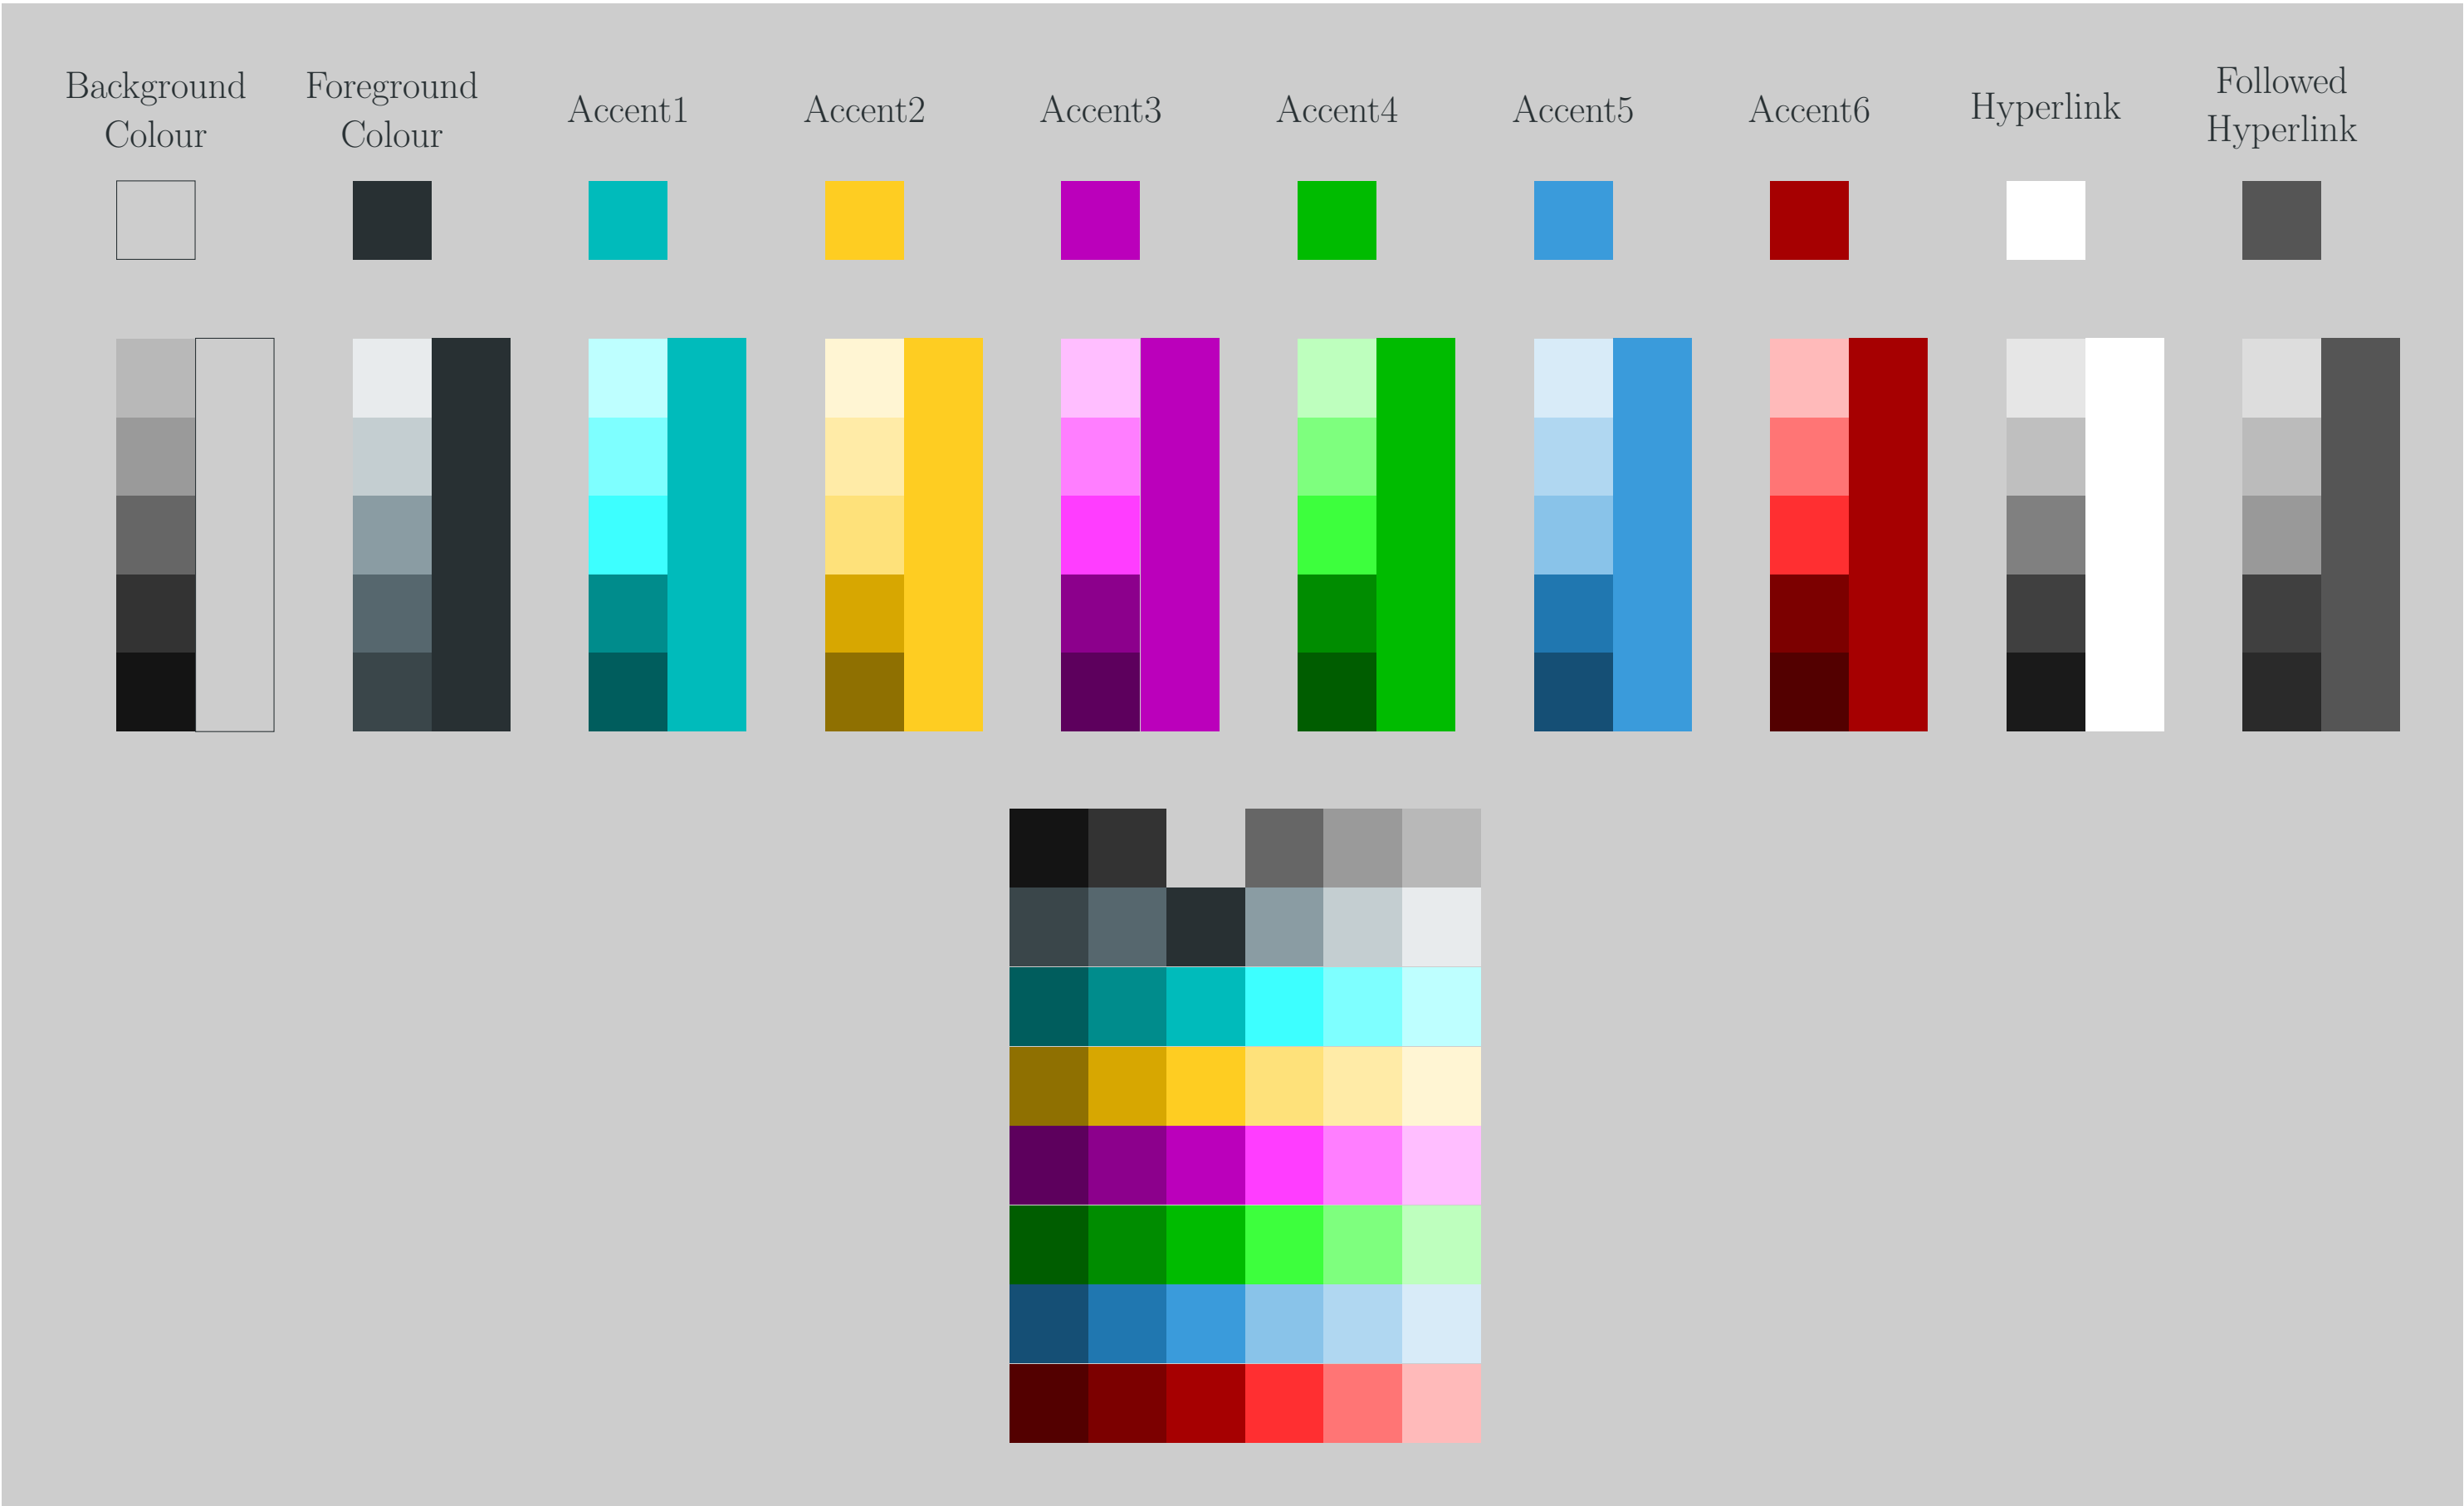 Background
Colour
Foreground
Colour
Accent1
Accent2
Accent3
Accent4
Accent5
Accent6
Hyperlink
Followed
Hyperlink